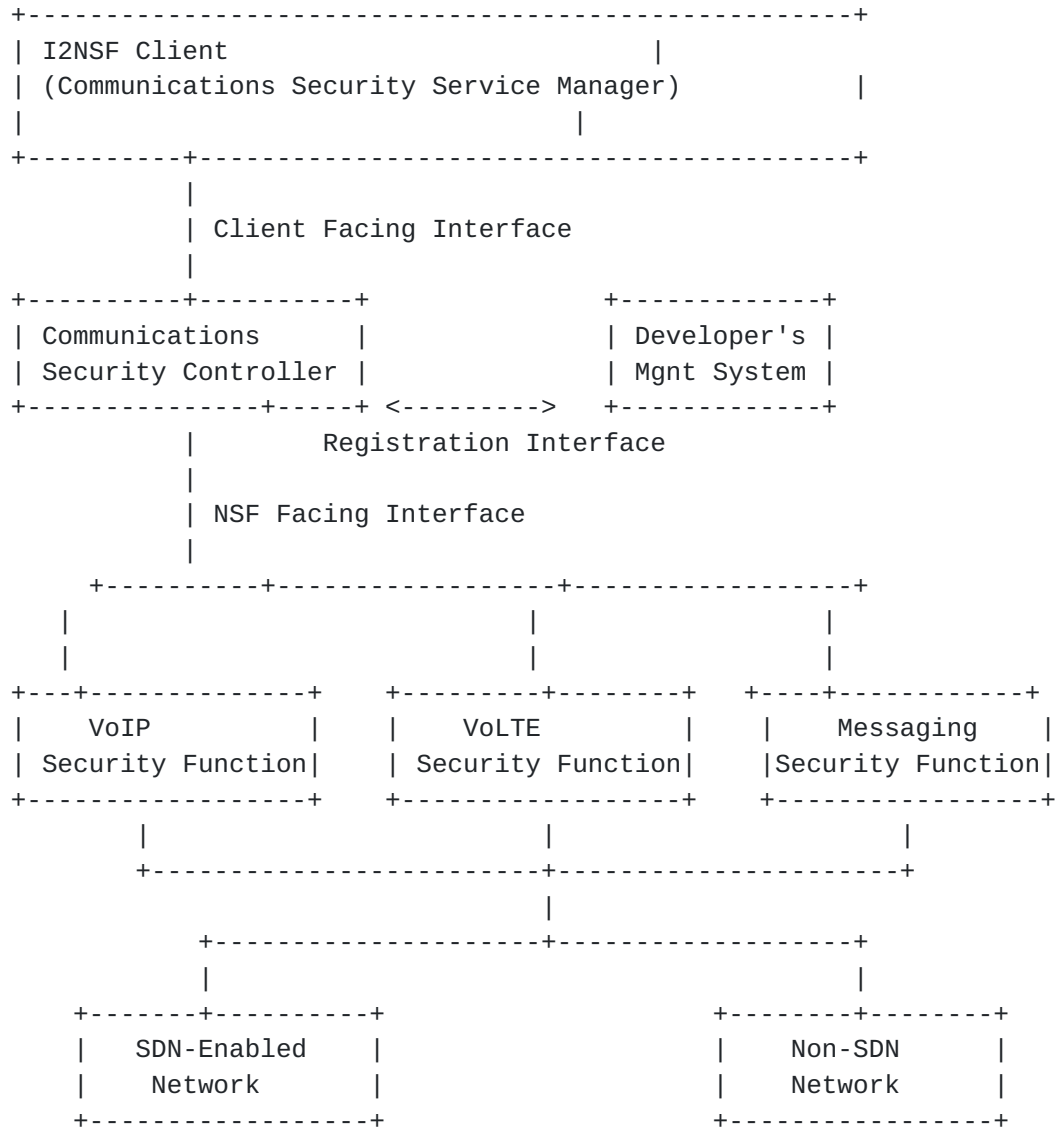 I2NSF Client
(Communications Security Service Manager)
Client Facing Interface
Communications
Security Controller
Developer's
Mgnt System
Registration Interface
NSF Facing Interface
VoIP
Security Function
VoLTE
Security Function
Messaging
Security Function
SDN-Enabled
Network
Non-SDN
Network